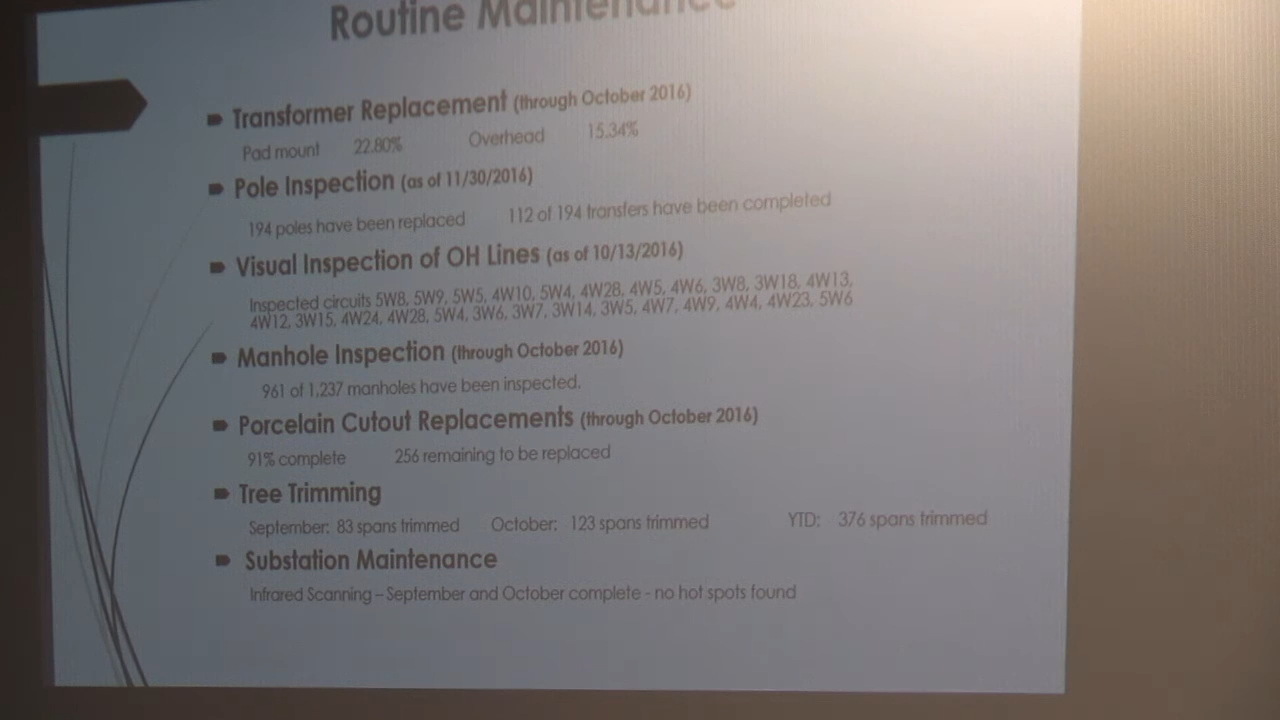 Routine Maintenance
Transformer Replacement (through October 2016)
Pad mount 22.80% Overhead 15.34%
Pole Inspection (as of 11/30/2016)
194 poles have been replaced 112 of 194 transfers have been completed
Visual Inspection of OH Lines (as of 10/13/2016)
Inspected circuits 5W8, 5W9, 5W5, 4W10, 5W4, 4W28, 4W5, 4W6, 3W8, 3W18, 4W13,
4W12, 3W15, 4W24, 4W28, 5W4, 3W6, 3W7, 3W14, 3W5, 4W7, 4W9, 4W4, 4W23, 5W6
Manhole Inspection (through October 2016)
961 of 1,237 manholes have been inspected.
Porcelain Cutout Replacements (through October 2016)
91% complete 256 remaining to be replaced
Tree Trimming
September: 83 spans trimmed October: 123 spans trimmed YTD: 376 spans trimmed
Substation Maintenance
Infrared Scanning – September and October complete - no hot spots found